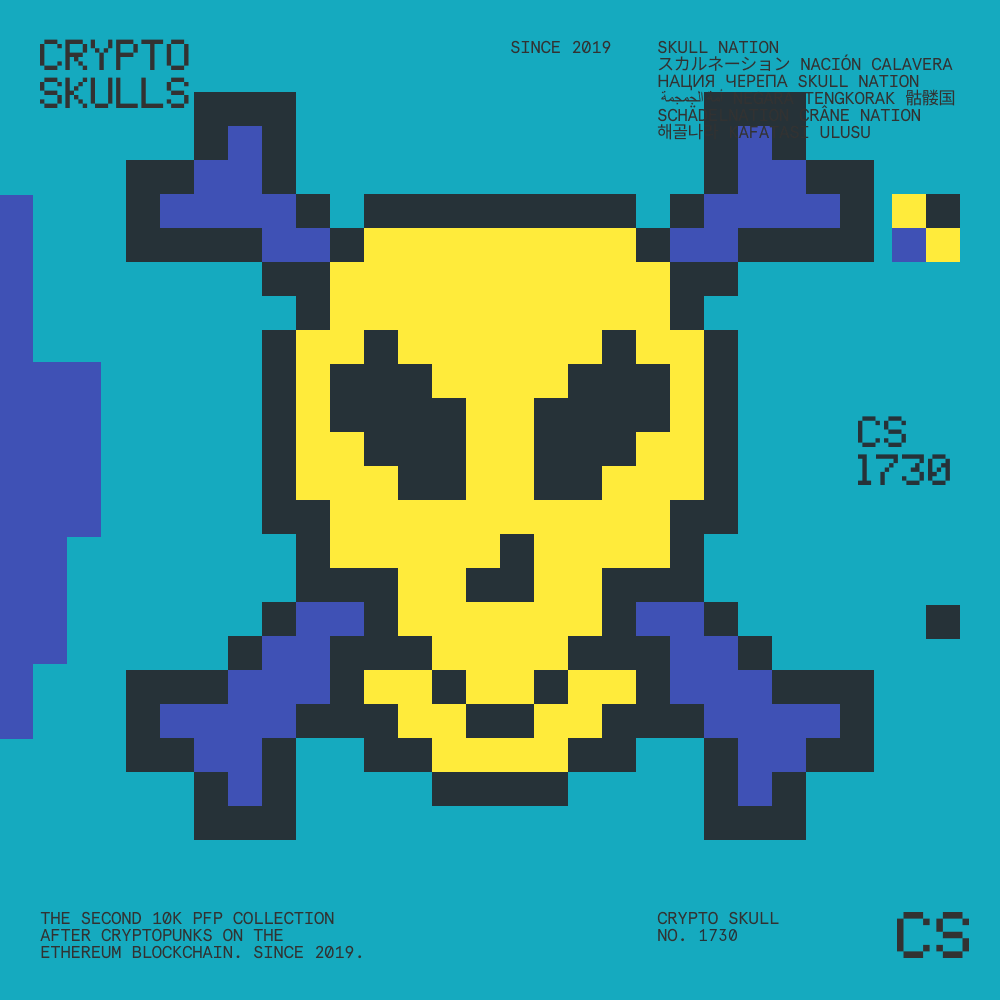 CRYPTO
SKULLS
SINCE 2019
SKULL NATION
スカルネーション NACIÓN CALAVERA
НАЦИЯ ЧЕРЕПА SKULL NATION
الجمجمة TENGKORAK 骷髅国
CRÂNE NATION
해골 ULUSU
CS
1730
THE SECOND 10K PFP COLLECTION
AFTER CRYPTOPUNKS ON THE
ETHEREUM BLOCKCHAIN. SINCE 2019.
CRYPTO SKULL
NO. 1730
CS